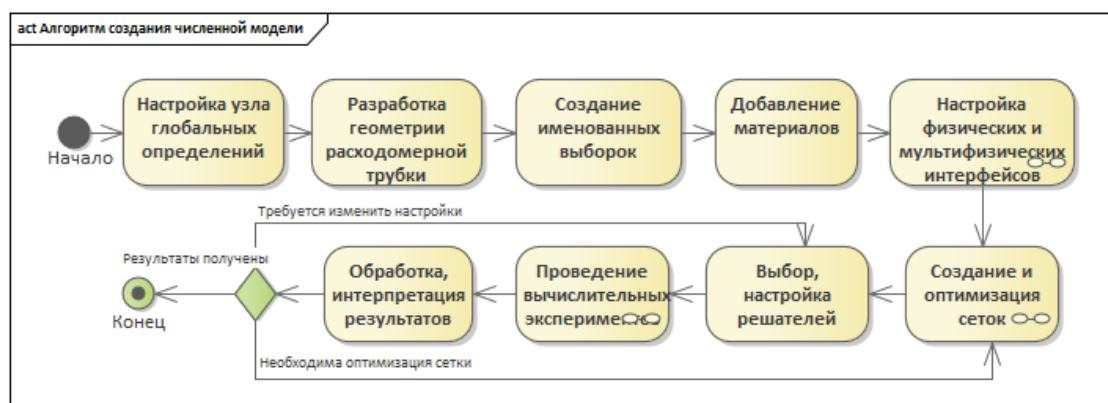 act Алгоритм создания численной модели
Начало
Настройка узла
глобальных
определений
Разработка
геометрии
расходомерной
трубки
Создание
именованных
выборок
Добавление
материалов
Настройка
физических и
мультифизических
интерфейсов
Требуется изменить настройки
Результаты получены
Конец
Обработка,
интерпретация
результатов
Проведение
вычислительных
Выбор,
настройка
решателей
Создание и
оптимизация
сеток
Необходима оптимизация сетки